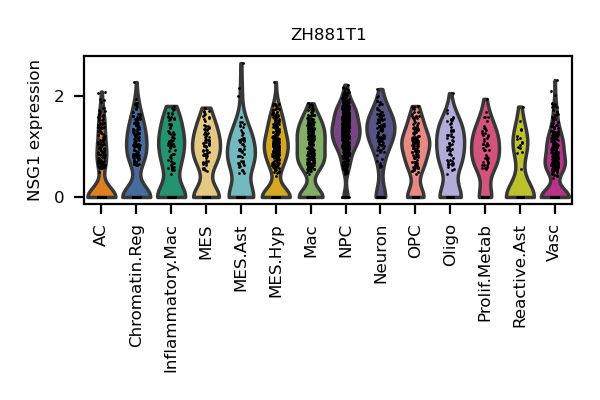 ZH881T1
NSG1 expression
2
0
AC
Chromatin.Reg
Inflammatory.Mac
MES
MES.Ast
MES.Hyp
Mac
NPC
Neuron
OPC
Oligo
Prolif.Metab
Reactive.Ast
Vasc